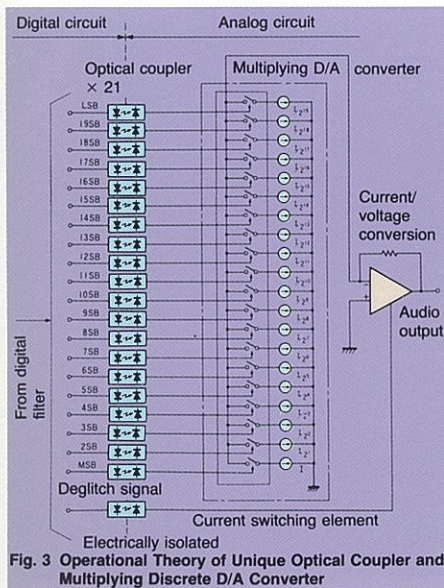 Digital circuit
Analog circuit
Optical coupler
× 21
Multiplying D/A converter
LSB
19SB
18SB
17SB
16SB
15SB
14SB
13SB
12SB
11SB
10SB
9SB
8SB
7SB
6SB
5SB
4SB
3SB
2SB
MSB
Current/
voltage
conversion
Audio
output
From digital
filter
Deglitch signal
Current switching element
Electrically isolated
Fig. 3 Operational Theory of Unique Optical Coupler and
Multiplying Discrete D/A Converter